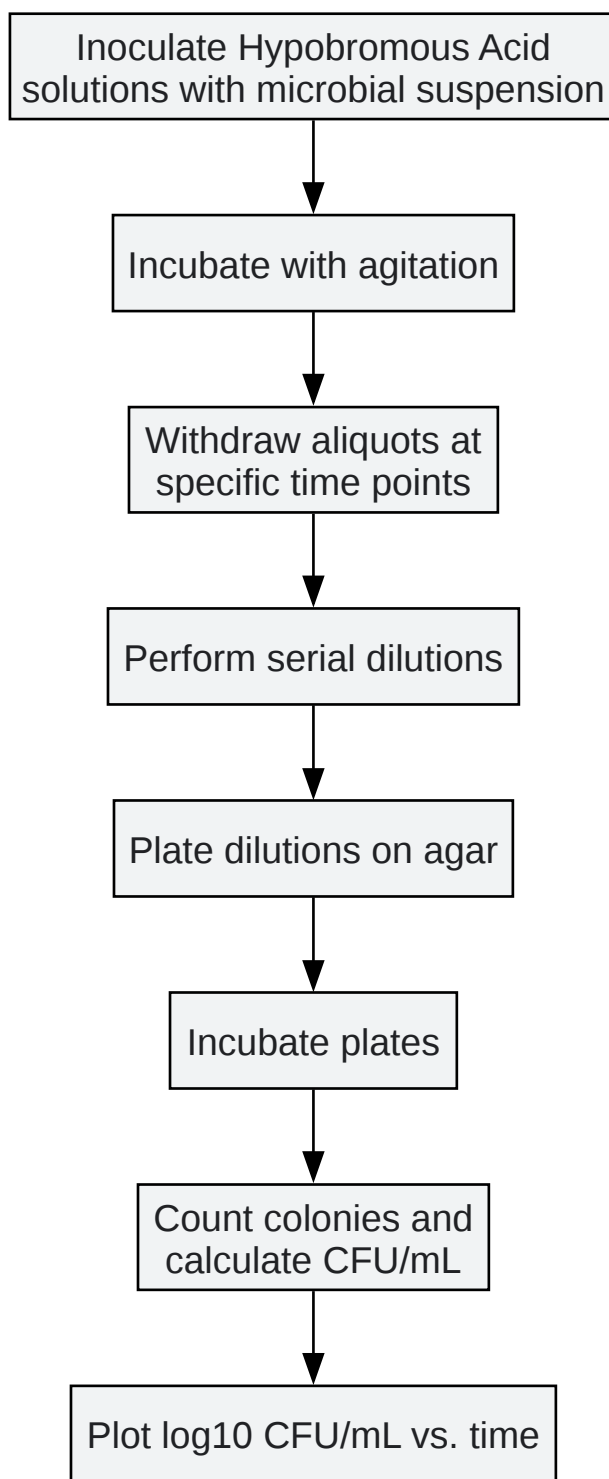 Inoculate Hypobromous Acid
solutions with microbial suspension
Incubate with agitation
Withdraw aliquots at
specific time points
Perform serial dilutions
Plate dilutions on agar
Incubate plates
Count colonies and
calculate CFU/mL
Plot log10 CFU/mL vs. time